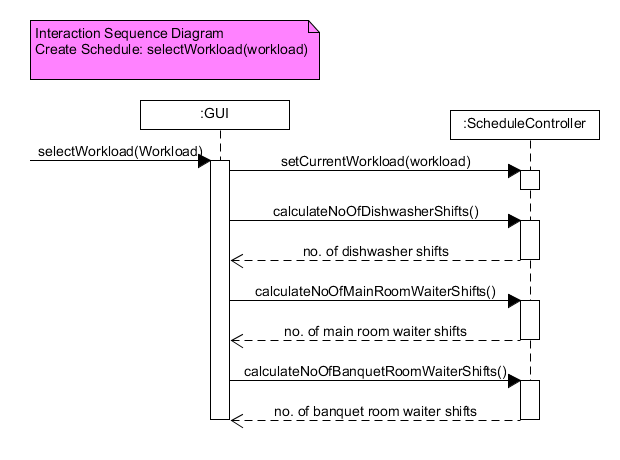 Interaction Sequence Diagram
Create Schedule: selectWorkload(workload)
:GUI
:ScheduleController
selectWorkload(Workload)
setCurrentWorkload(workload)
calculateNoOfDishwasherShifts()
no. of dishwasher shifts
calculateNoOfMainRoomWaiterShifts()
no. of main room waiter shifts
calculateNoOfBanquetRoomWaiterShifts()
no. of banquet room waiter shifts